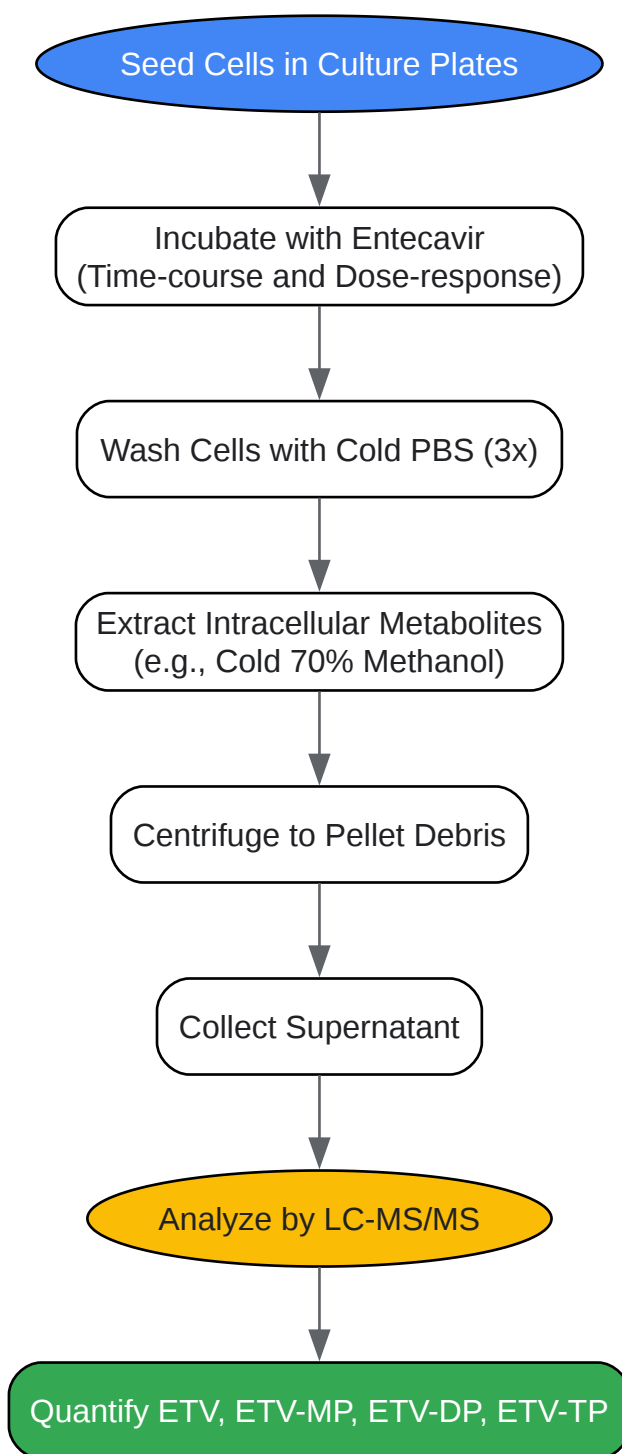 Seed Cells in Culture Plates
Incubate with Entecavir
(Time-course and Dose-response)
Wash Cells with Cold PBS (3x)
Extract Intracellular Metabolites
(e.g., Cold 70% Methanol)
Centrifuge to Pellet Debris
Collect Supernatant
Analyze by LC-MS/MS
Quantify ETV, ETV-MP, ETV-DP, ETV-TP